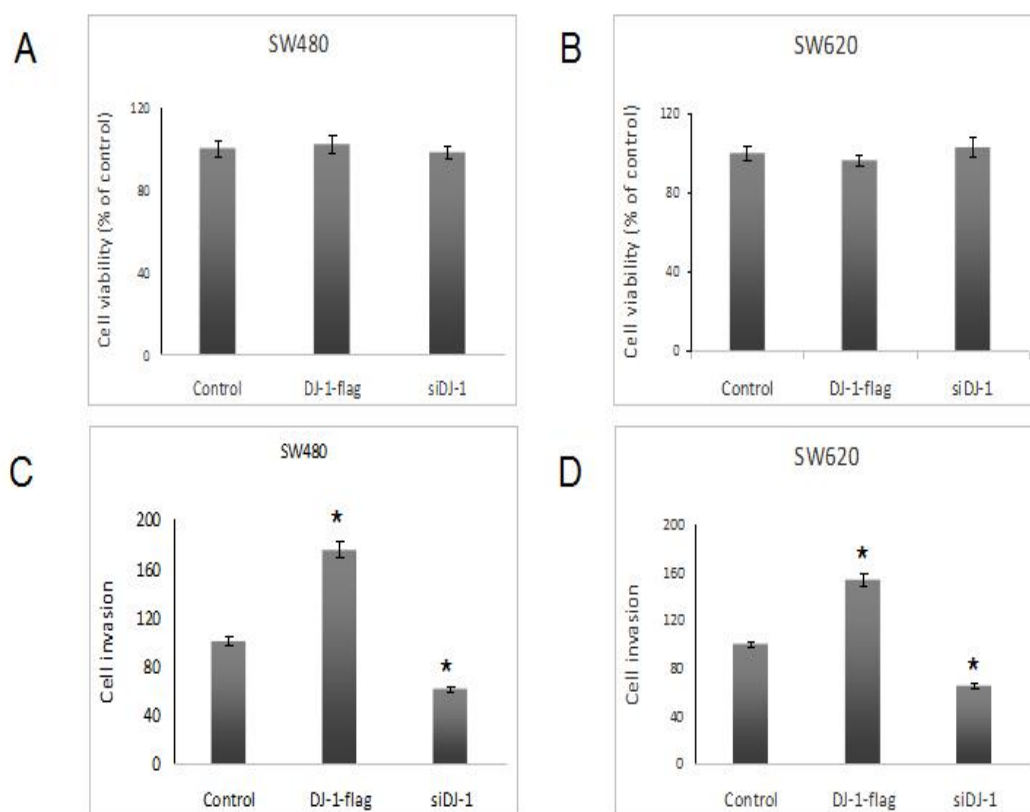 A
SW480
Cell viability (% of control)
120
80
40
0
Control DJ-1-flag siDJ-1
B
SW620
Cell viability (% of control)
120
80
40
0
Control DJ-1-flag siDJ-1
C
SW480
Cell invasion
200
160
120
80
40
0
*
*
Control DJ-1-flag siDJ-1
D
SW620
Cell invasion
200
160
120
80
40
0
*
*
Control DJ-1-flag siDJ-1